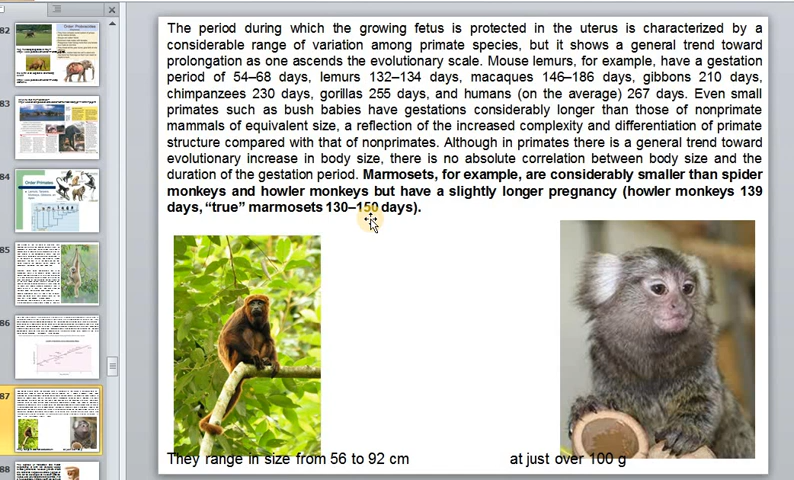 82
83
84
Order Primates
85
86
87
88
The period during which the growing fetus is protected in the uterus is characterized by a
considerable range of variation among primate species, but it shows a general trend toward
prolongation as one ascends the evolutionary scale. Mouse lemurs, for example, have a gestation
period of 54–68 days, lemurs 132–134 days, macaques 146–186 days, gibbons 210 days,
chimpanzees 230 days, gorillas 255 days, and humans (on the average) 267 days. Even small
primates such as bush babies have gestations considerably longer than those of nonprimate
mammals of equivalent size, a reflection of the increased complexity and differentiation of primate
structure compared with that of nonprimates. Although in primates there is a general trend toward
evolutionary increase in body size, there is no absolute correlation between body size and the
duration of the gestation period. Marmosets, for example, are considerably smaller than spider
monkeys and howler monkeys but have a slightly longer pregnancy (howler monkeys 139
days, “true” marmosets 130–150 days).
They range in size from 56 to 92 cm
at just over 100 g